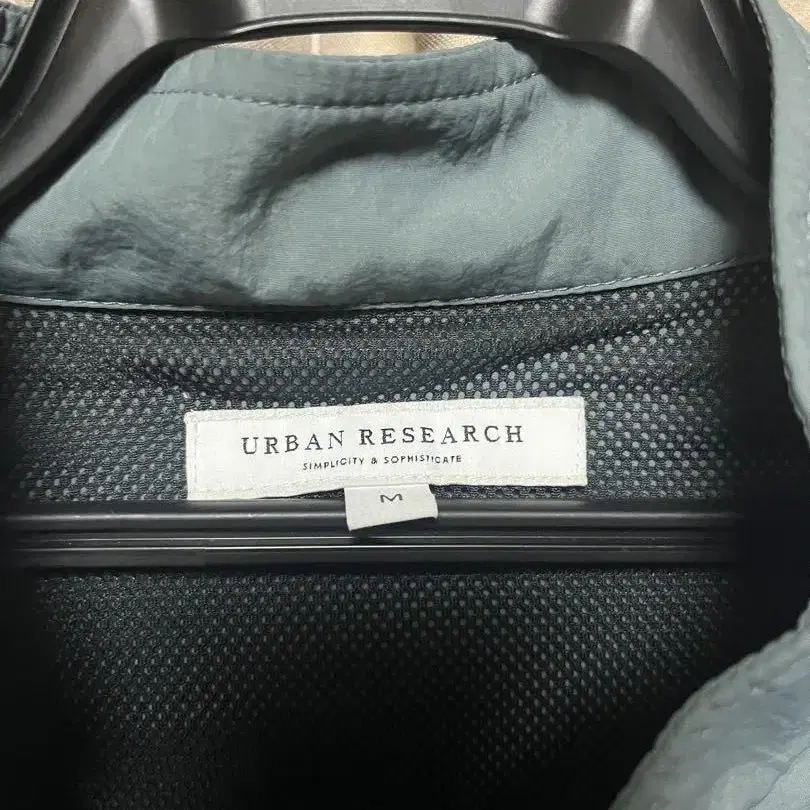 URBAN RESEARCH
SIMPLICITY & SOPHISTICATE
M